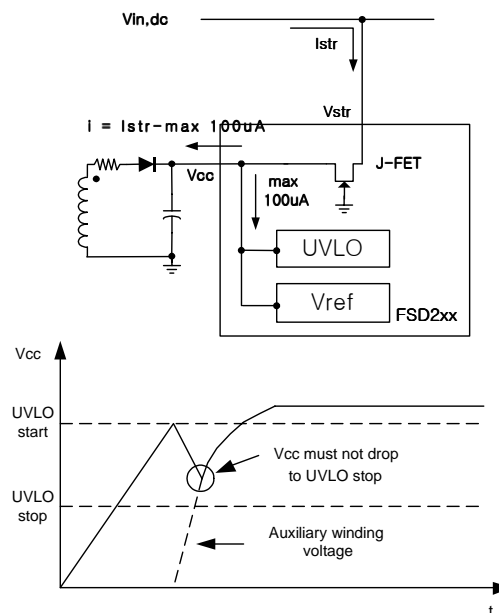 Vin,dc
Istr
Vstr
i = Istr-max 100uA
J-FET
Vcc
max
100uA
UVLO
Vref
FSD2xx
Vcc
UVLO
start
Vcc must not drop
to UVLO stop
UVLO
stop
Auxiliary winding
voltage
t